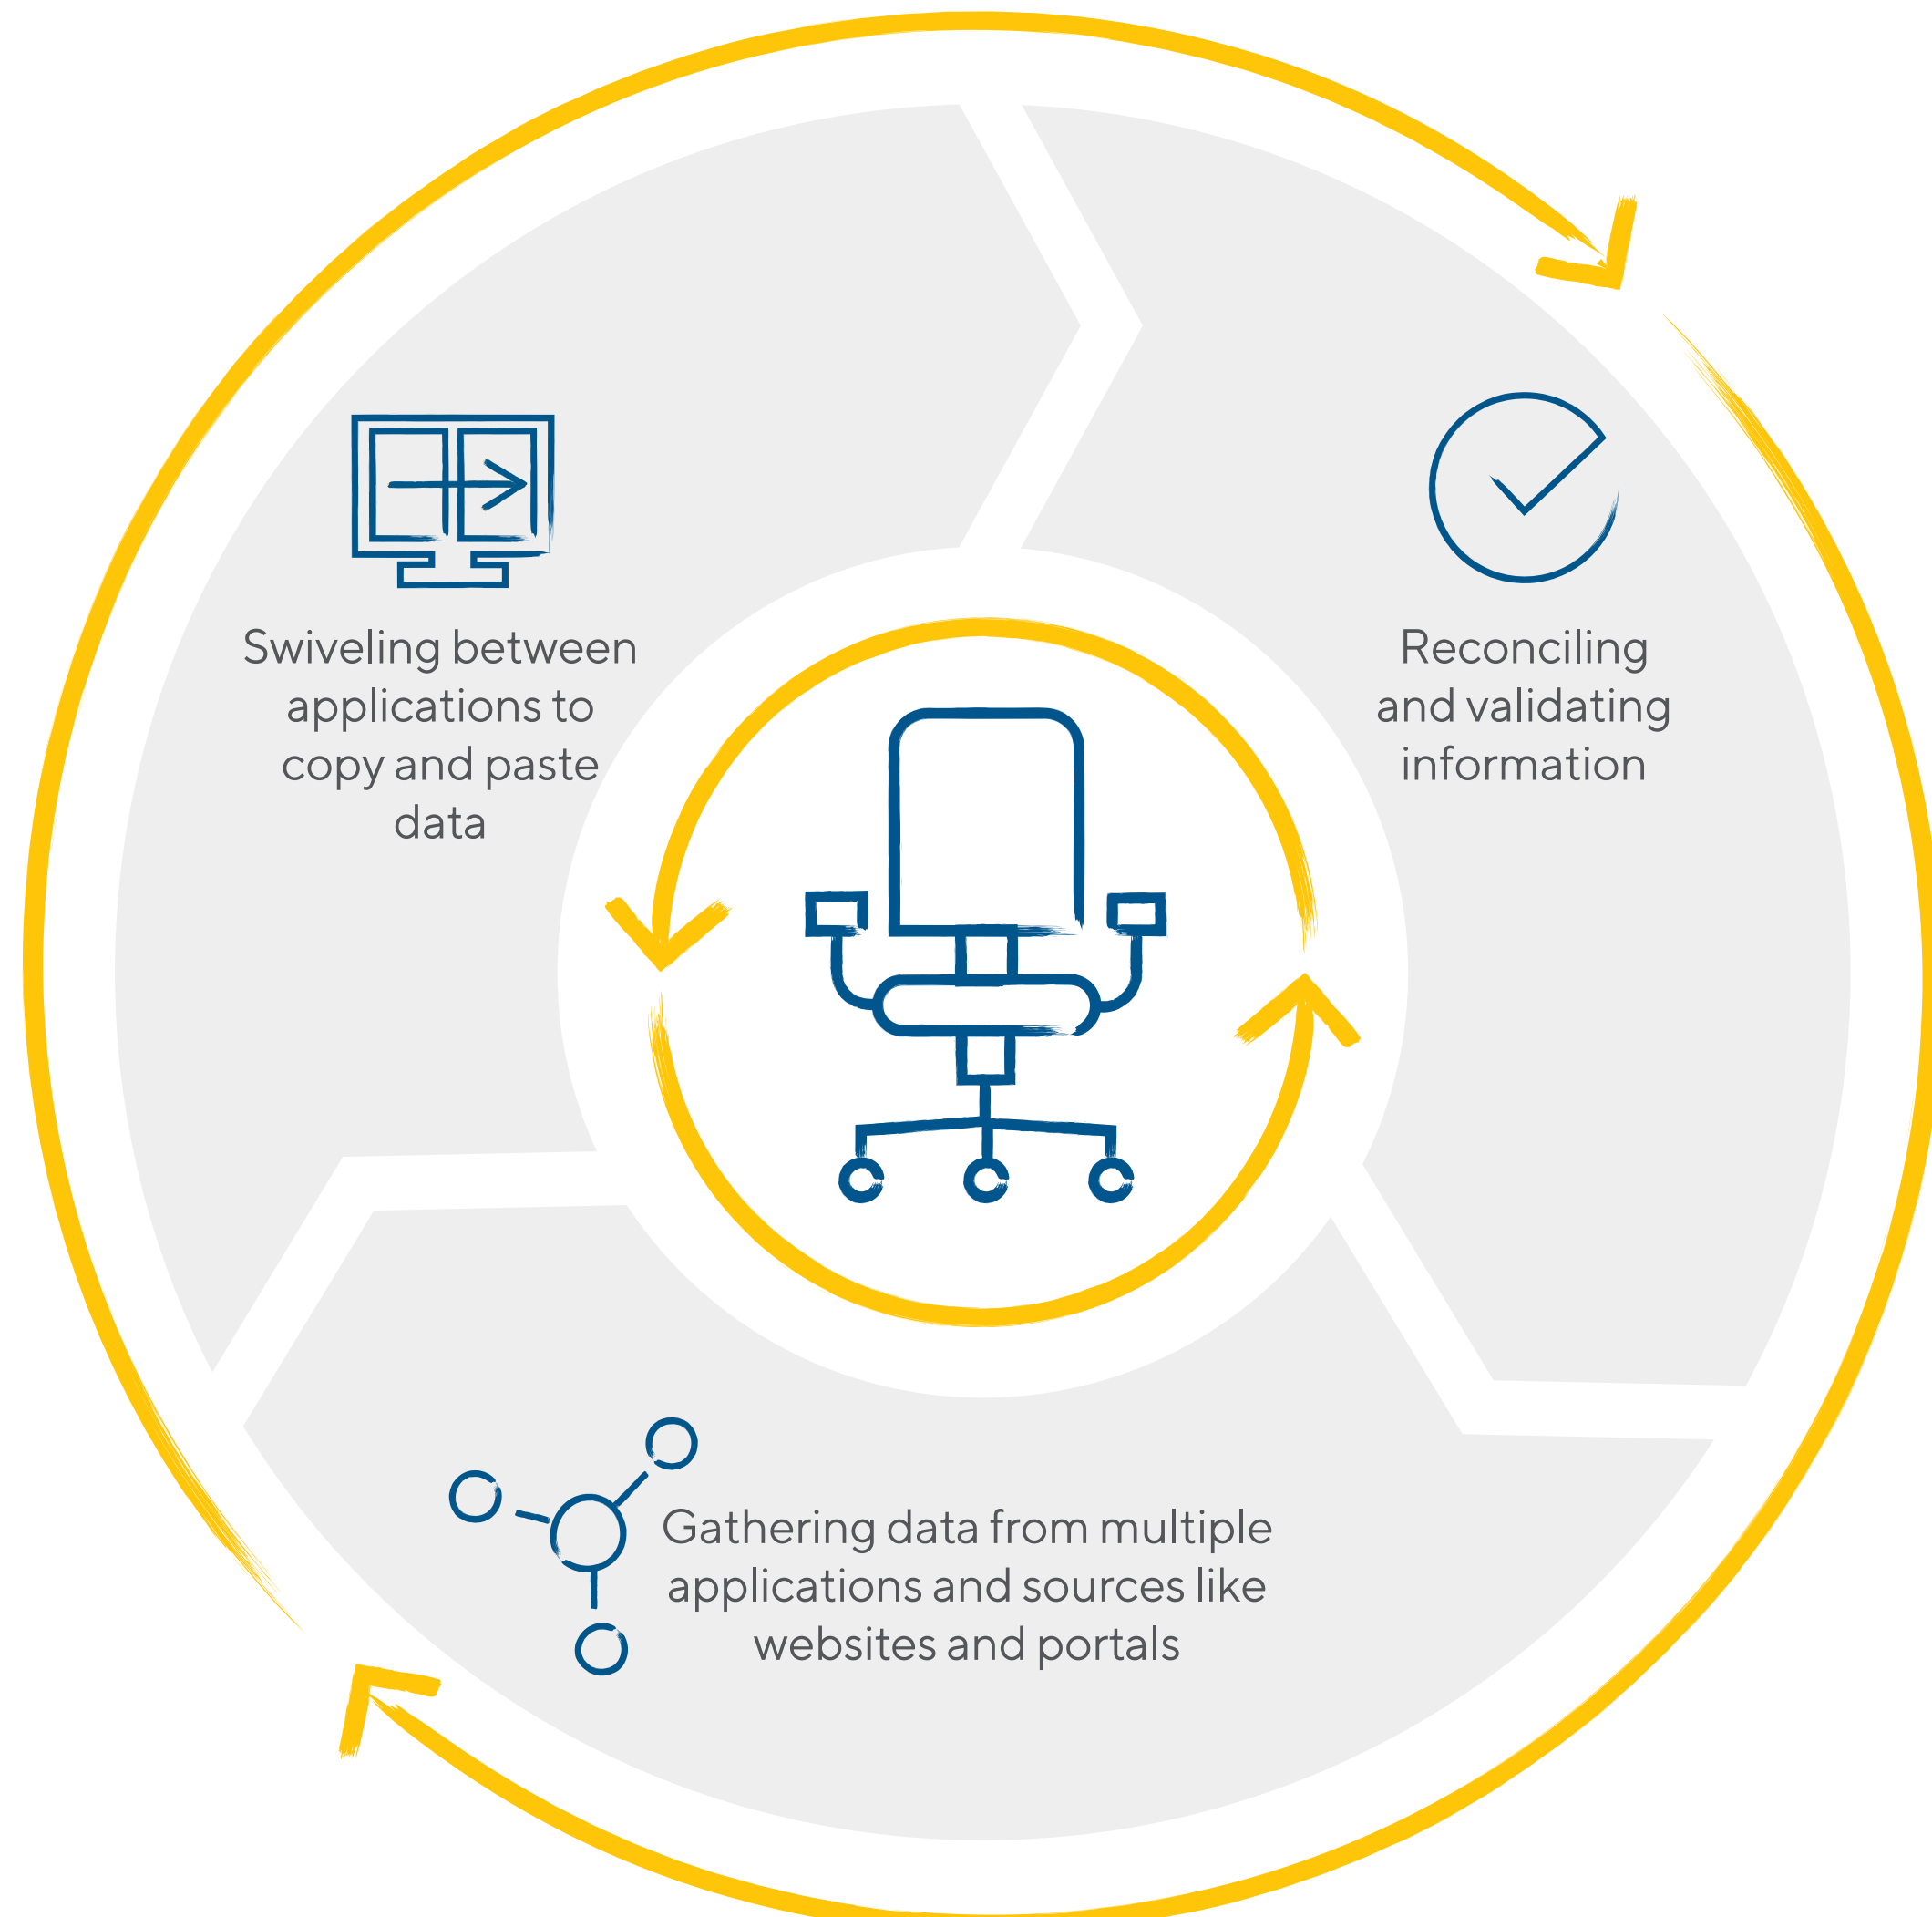 Swiveling between
applications to
copy and paste
data
Reconciling
and validating
information
Gathering data from multiple
applications and sources like
websites and portals